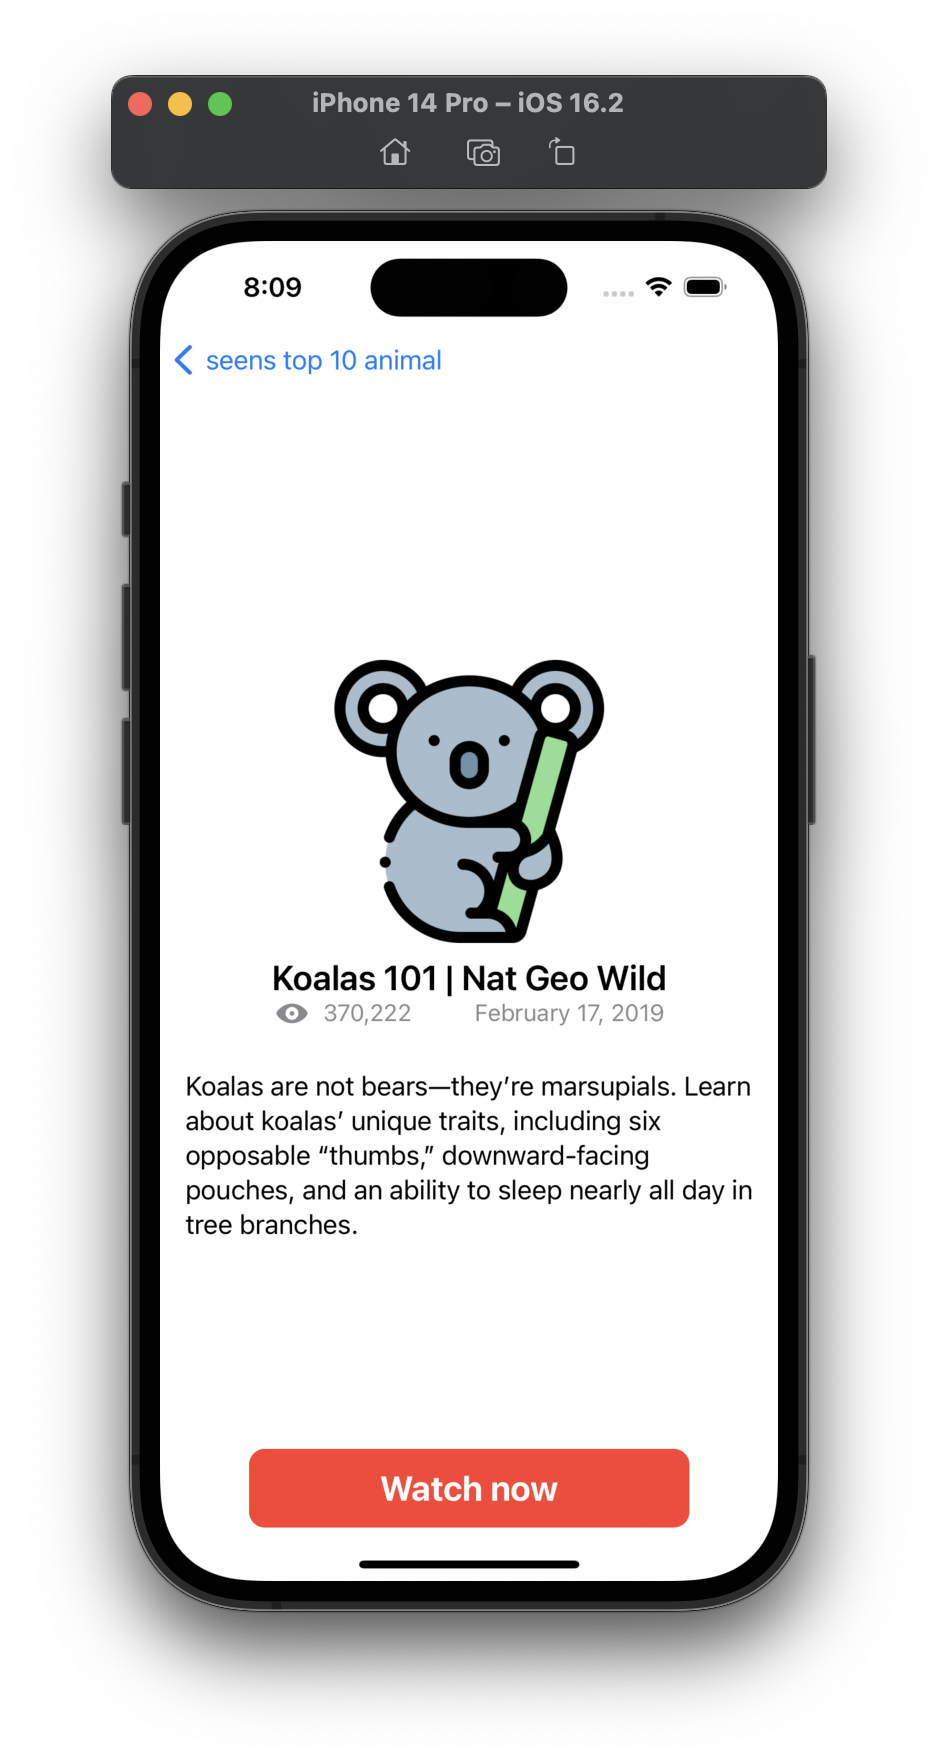 iPhone 14 Pro – iOS 16.2
8:09
seens top 10 animal
Koalas 101 | Nat Geo Wild
370,222 February 17, 2019
Koalas are not bears—they’re marsupials. Learn
about koalas’ unique traits, including six
opposable “thumbs,” downward-facing
pouches, and an ability to sleep nearly all day in
tree branches.
Watch now